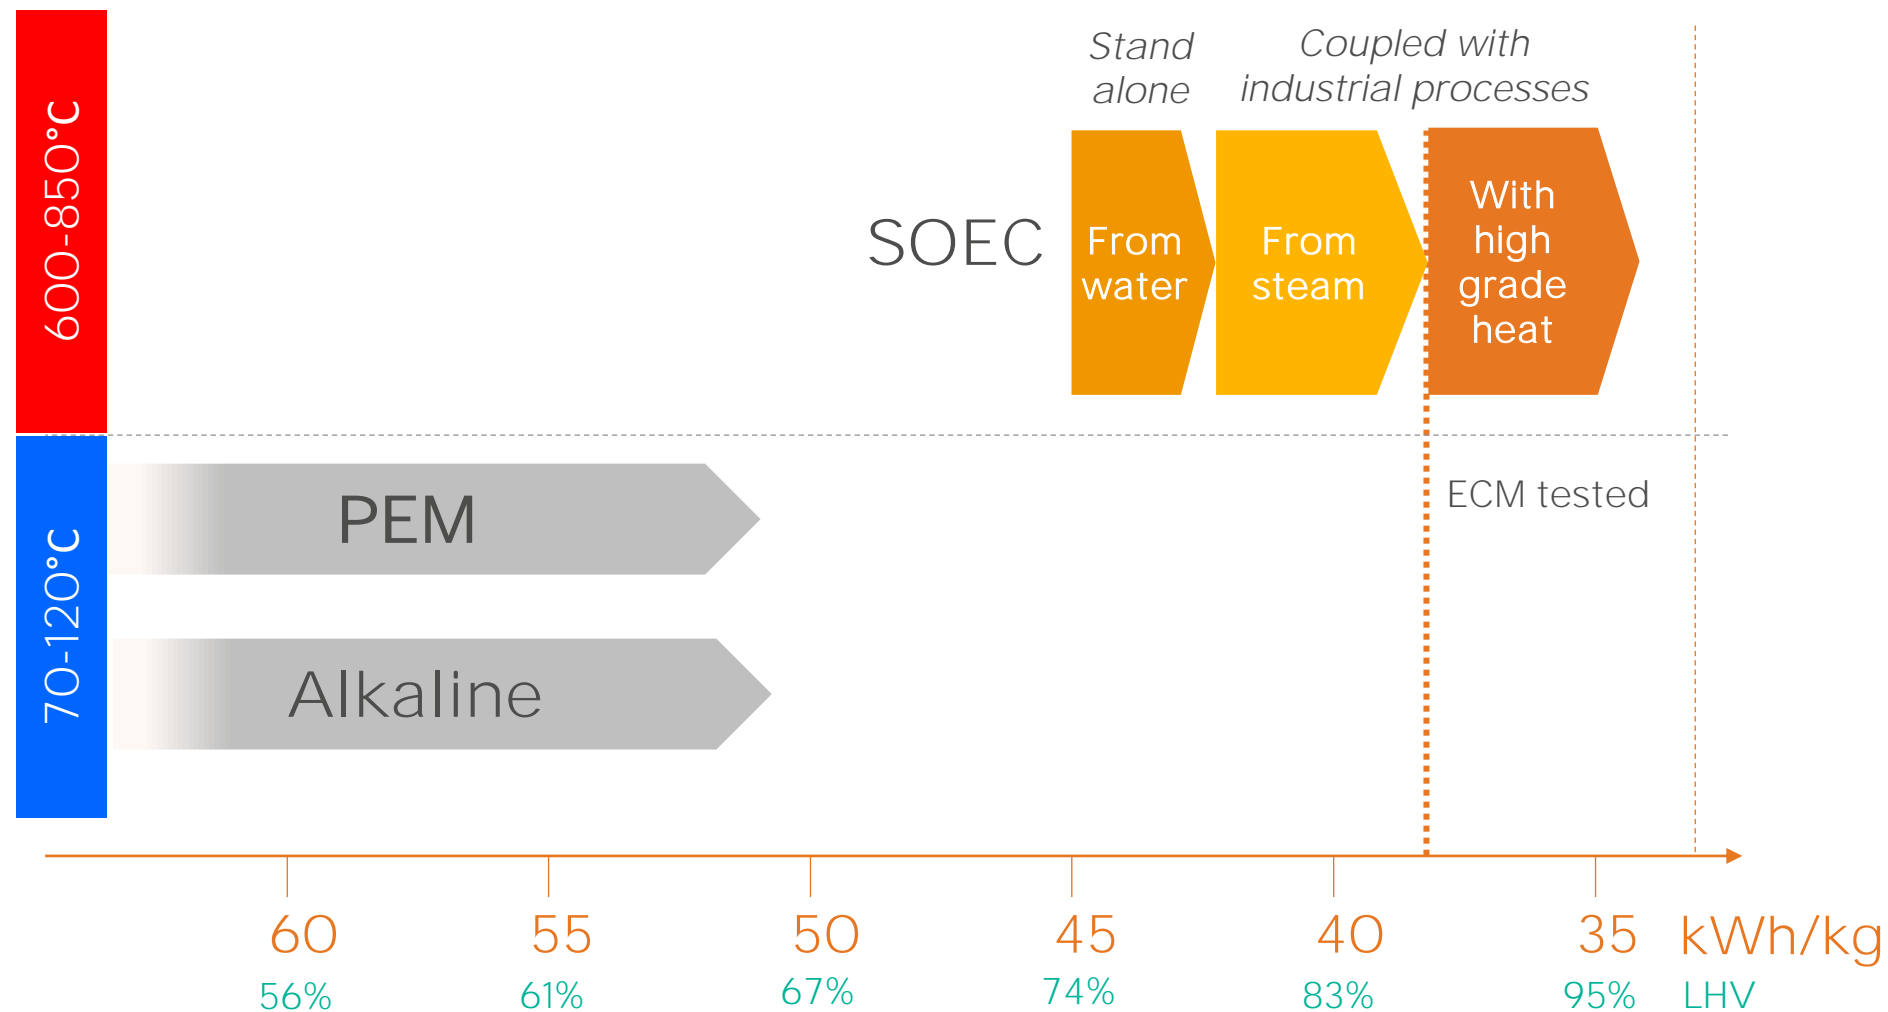 600-850°C
Stand
alone
Coupled with
industrial processes
SOEC
From
water
From
steam
With
high
grade
heat
70-120°C
PEM
ECM tested
Alkaline
60 55 50 45 40 35 kWh/kg
56% 61% 67% 74% 83% 95% LHV